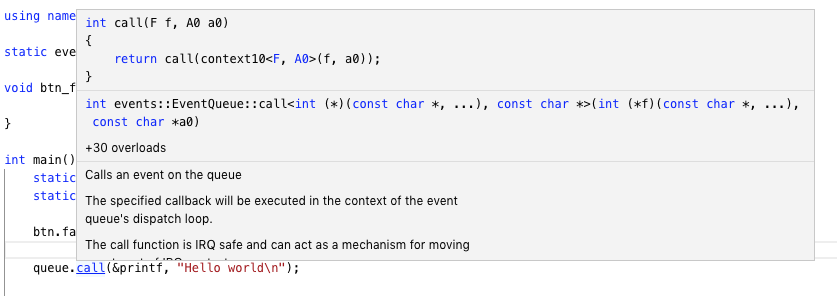 using name
static eve
void btn_f
}
int main()
static
static
btn.fa
queue.call(&printf, "Hello world\n");
int call(F f, A0 a0)
{
return call(context10<F, A0>(f, a0));
}
int events::EventQueue::call<int (*)(const char *, ...), const char *>(int (*f)(const char *, ...),
const char *a0)
+30 overloads
Calls an event on the queue
The specified callback will be executed in the context of the event
queue's dispatch loop.
The call function is IRQ safe and can act as a mechanism for moving